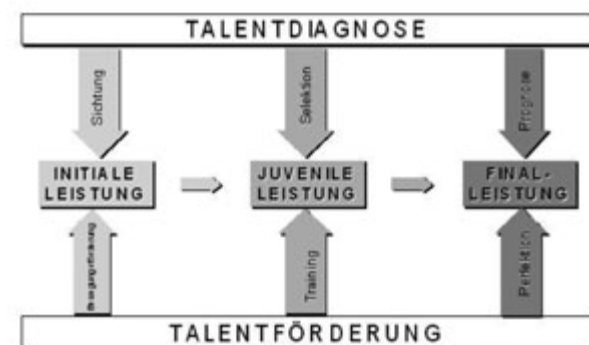 TALENTDIAGNOSE
Sichtung
Selektion
Prognose
INITIALE
LEISTUNG
JUVENILE
LEISTUNG
FINAL-
LEISTUNG
Training
Perfektion
TALENTFÖRDERUNG